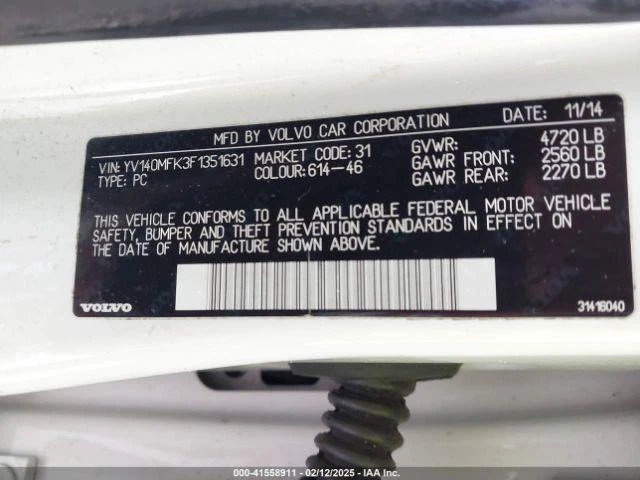 MFD BY VOLVO CAR CORPORATION DATE: 11/14
VIN: YV140MFK3F1351631 MARKET CODE: 31 GVWR: 4720 LB
TYPE: PC COLOUR: 614-46 GAWR FRONT: 2560 LB
GAWR REAR: 2270 LB
THIS VEHICLE CONFORMS TO ALL APPLICABLE FEDERAL MOTOR VEHICLE
SAFETY, BUMPER AND THEFT PREVENTION STANDARDS IN EFFECT ON
THE DATE OF MANUFACTURE SHOWN ABOVE.
VOLVO 31416040
000-41558911 - 02/12/2025 - IAA Inc.